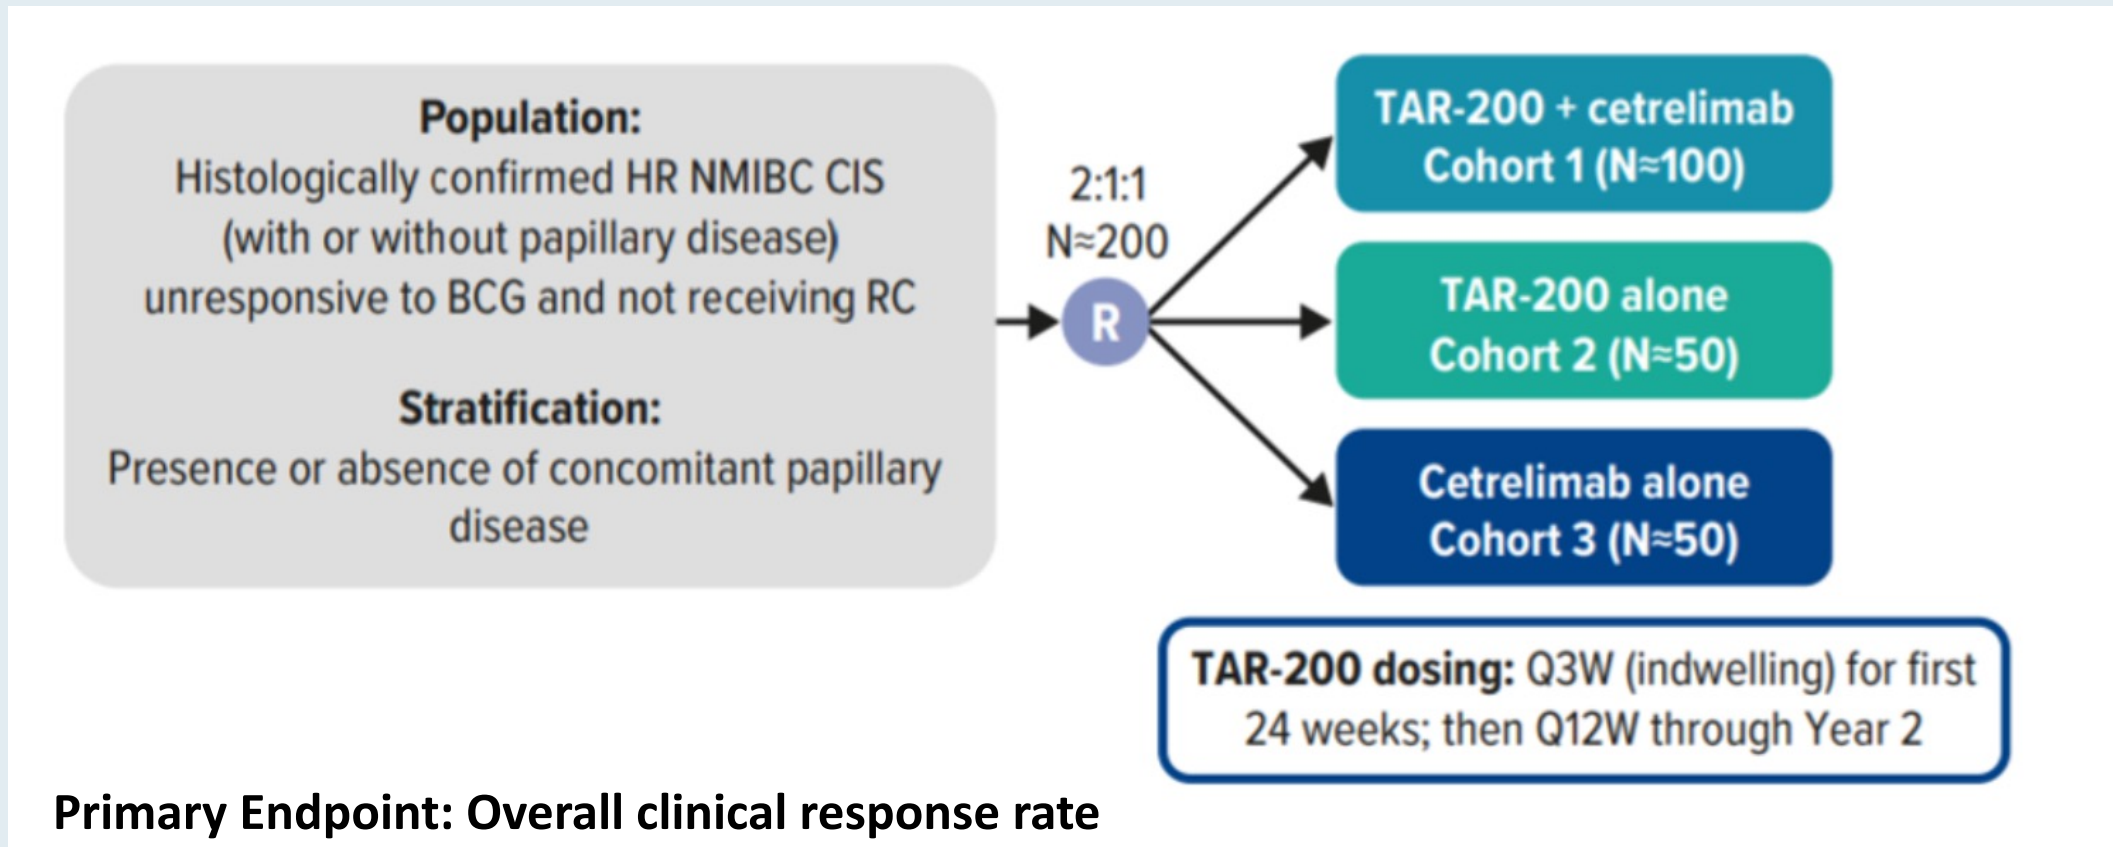 Population:
Histologically confirmed HR NMIBC CIS
(with or without papillary disease)
unresponsive to BCG and not receiving RC
Stratification:
Presence or absence of concomitant papillary
disease
2:1:1
N≈200
R
TAR-200 + cetrelimab
Cohort 1 (N≈100)
TAR-200 alone
Cohort 2 (N≈50)
Cetrelimab alone
Cohort 3 (N≈50)
TAR-200 dosing: Q3W (indwelling) for first
24 weeks; then Q12W through Year 2
Primary Endpoint: Overall clinical response rate